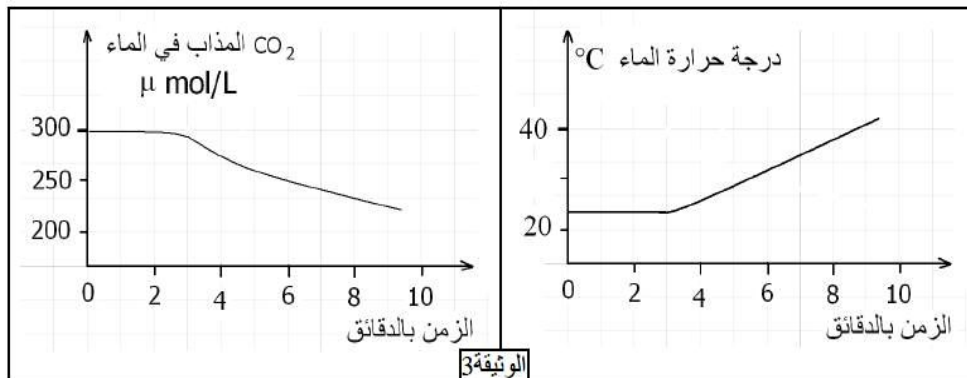 CO₂ المذاب في الماء
μ mol/L
300
250
200
0 2 4 6 8 10
الزمن بالدقائق
درجة حرارة الماء °C
40
20
0 2 4 6 8 10
الزمن بالدقائق
الوثيقة3